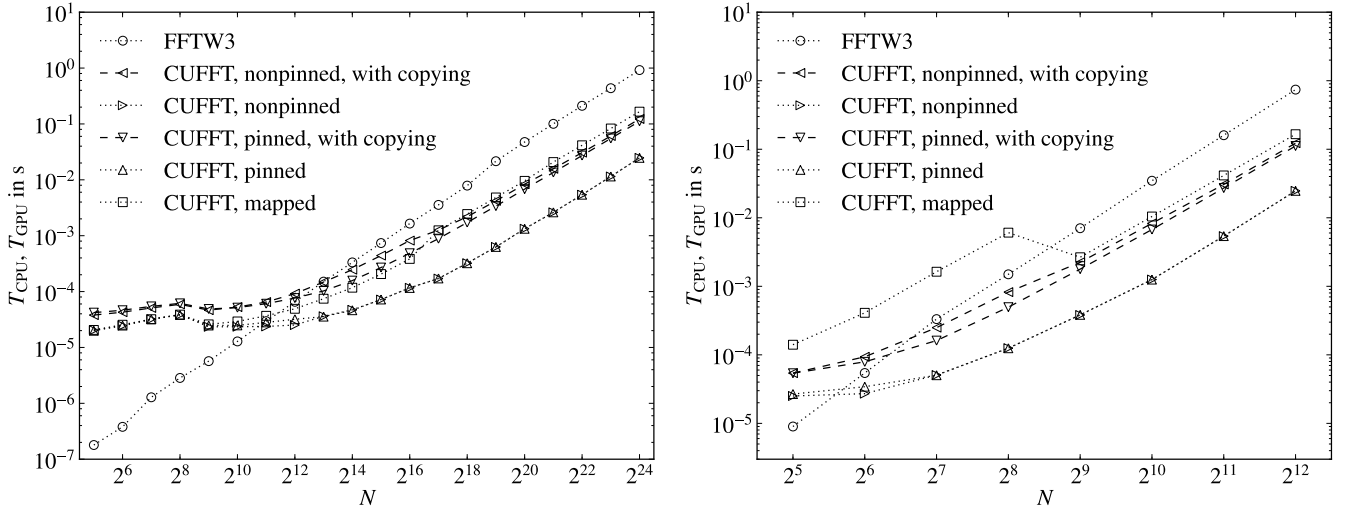 10^1
10^0
10^-1
10^-2
10^-3
10^-4
10^-5
10^-6
10^-7
T_CPU, T_GPU in s
FFTW3
CUFFT, nonpinned, with copying
CUFFT, nonpinned
CUFFT, pinned, with copying
CUFFT, pinned
CUFFT, mapped
2^6 2^8 2^10 2^12 2^14 2^16 2^18 2^20 2^22 2^24
N
10^1
10^0
10^-1
10^-2
10^-3
10^-4
10^-5
T_CPU, T_GPU in s
FFTW3
CUFFT, nonpinned, with copying
CUFFT, nonpinned
CUFFT, pinned, with copying
CUFFT, pinned
CUFFT, mapped
2^5 2^6 2^7 2^8 2^9 2^10 2^11 2^12
N